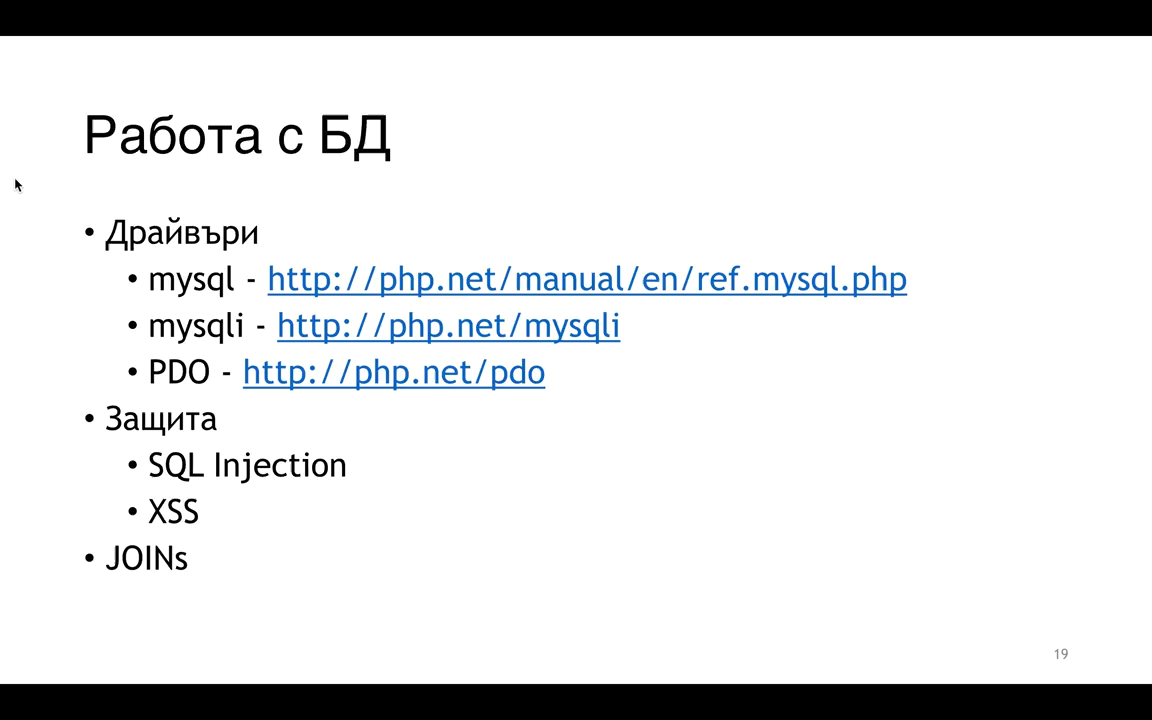 Работа с БД
• Драйвъри
• mysql - http://php.net/manual/en/ref.mysql.php
• mysqli - http://php.net/mysqli
• PDO - http://php.net/pdo
• Защита
• SQL Injection
• XSS
• JOINs
19